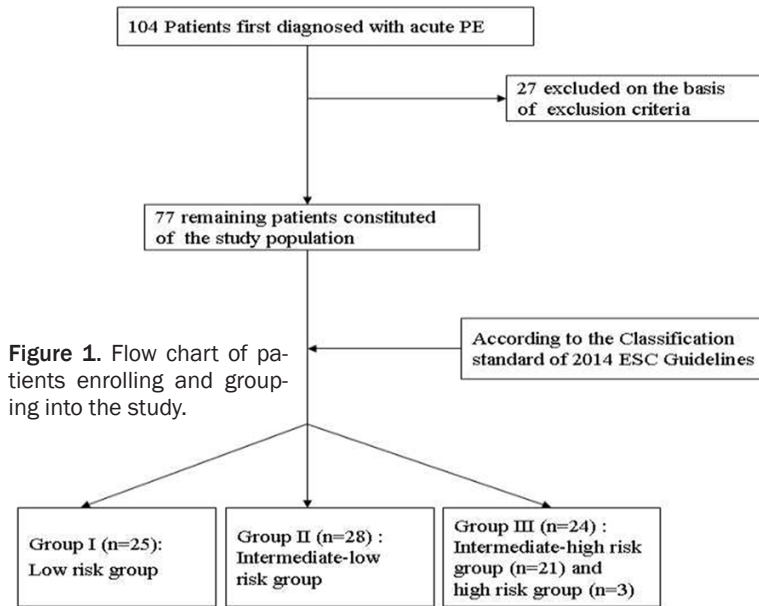 104 Patients first diagnosed with acute PE
27 excluded on the basis
of exclusion criteria
77 remaining patients constituted
of the study population
According to the Classification
standard of 2014 ESC Guidelines
Figure 1. Flow chart of pa-
tients enrolling and group-
ing into the study.
Group I (n=25):
Low risk group
Group II (n=28) :
Intermediate-low
risk group
Group III (n=24) :
Intermediate-high risk
group (n=21) and
high risk group (n=3)